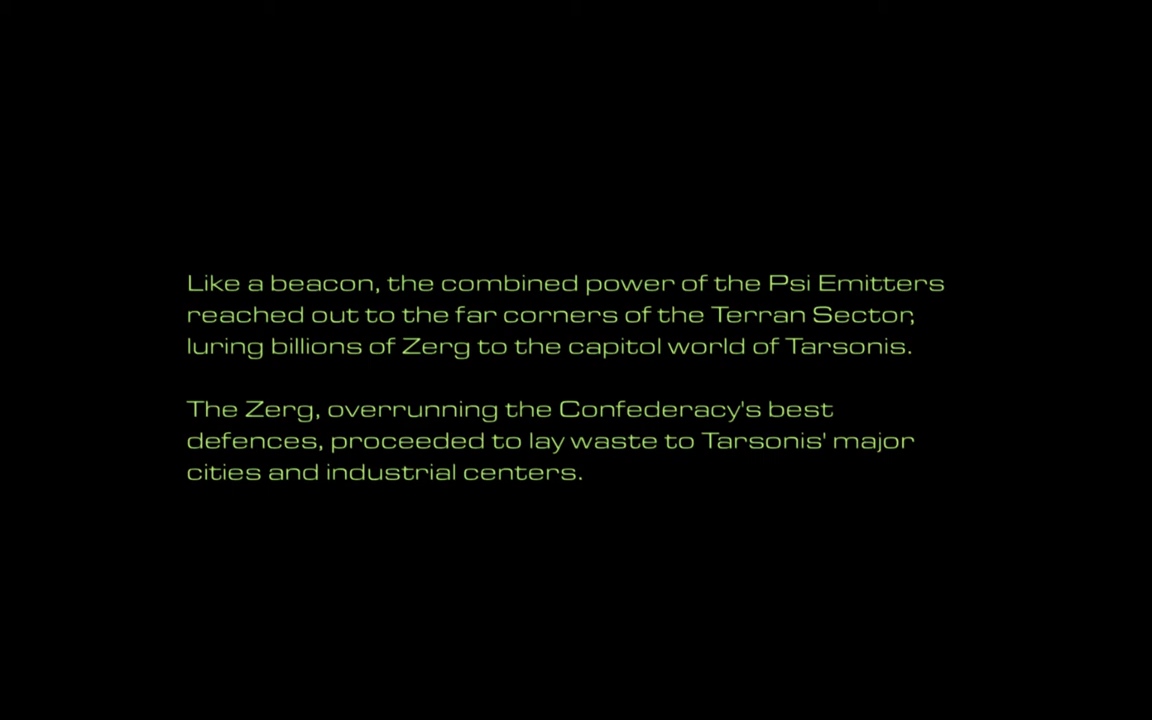 Like a beacon, the combined power of the Psi Emitters
reached out to the far corners of the Terran Sector,
luring billions of Zerg to the capitol world of Tarsonis.
The Zerg, overrunning the Confederacy's best
defences, proceeded to lay waste to Tarsonis' major
cities and industrial centers.